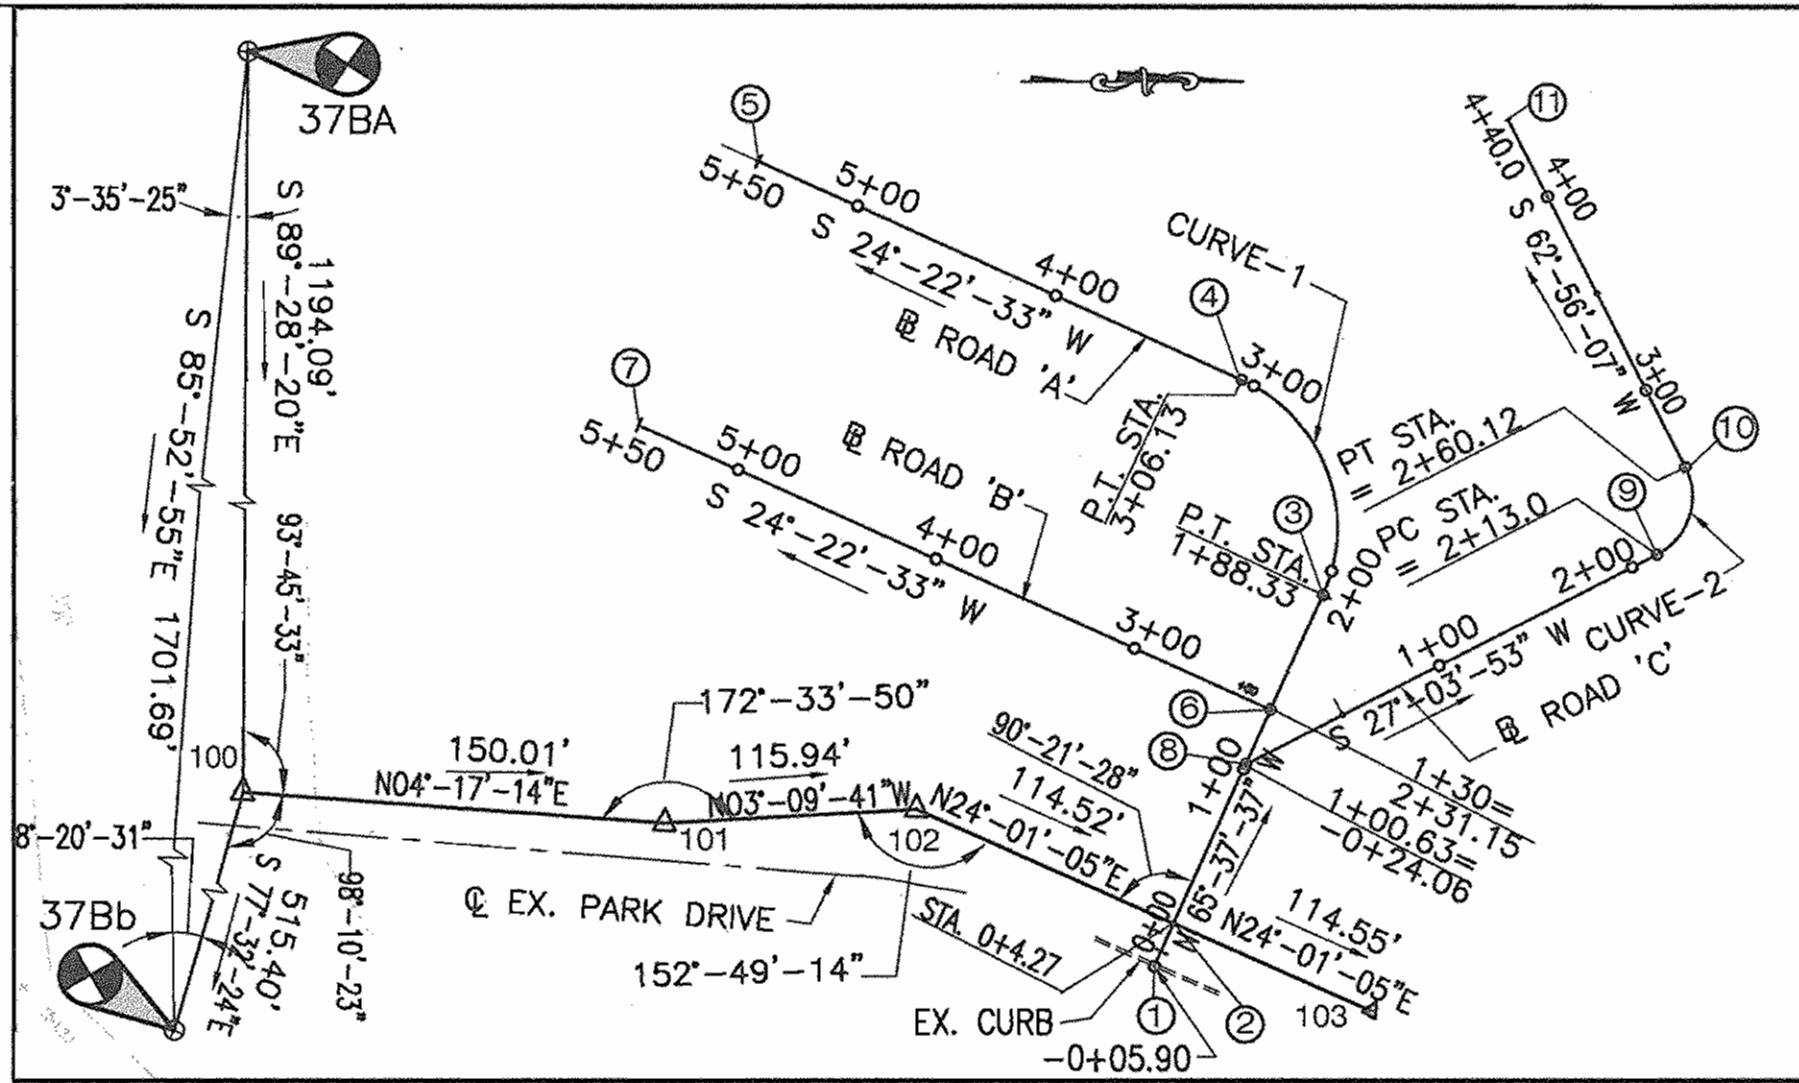 37BA
3°-35'-25"
S 89°-28'-20"E
1194.09'
S 85°-52'-55"E 1701.69'
93°-45'-33"
100
150.01'
N04°-17'-14"E
172°-33'-50"
101
115.94'
N03°-09'-41"W
102
8°-20'-31"
37Bb
S 77°-32'-24"E
515.40'
98°-10'-23"
℄ EX. PARK DRIVE
152°-49'-14"
N24°-01'-05"E
114.52'
90°-21'-28"
STA. 0+4.27
EX. CURB
-0+05.90
1
2
103
114.55'
N24°-01'-05"E
0+00
N 65°-37'-37" W
1+00
8
6
1+30=
2+31.15
1+00.63=
-0+24.06
5
5+50
5+00
S 24°-22'-33" W
4+00
BL ROAD 'A'
4
3+00
CURVE-1
P.T. STA.
3+06.13
7
5+50
5+00
S 24°-22'-33" W
4+00
BL ROAD 'B'
3+00
3
P.T. STA.
1+88.33
2+00
11
4+40.0
4+00
S 62°-56'-07" W
3+00
10
PT STA.
= 2+60.12
9
PC STA.
= 2+13.0
2+00
1+00
S 27°-03'-53" W
CURVE-2
BL ROAD 'C'